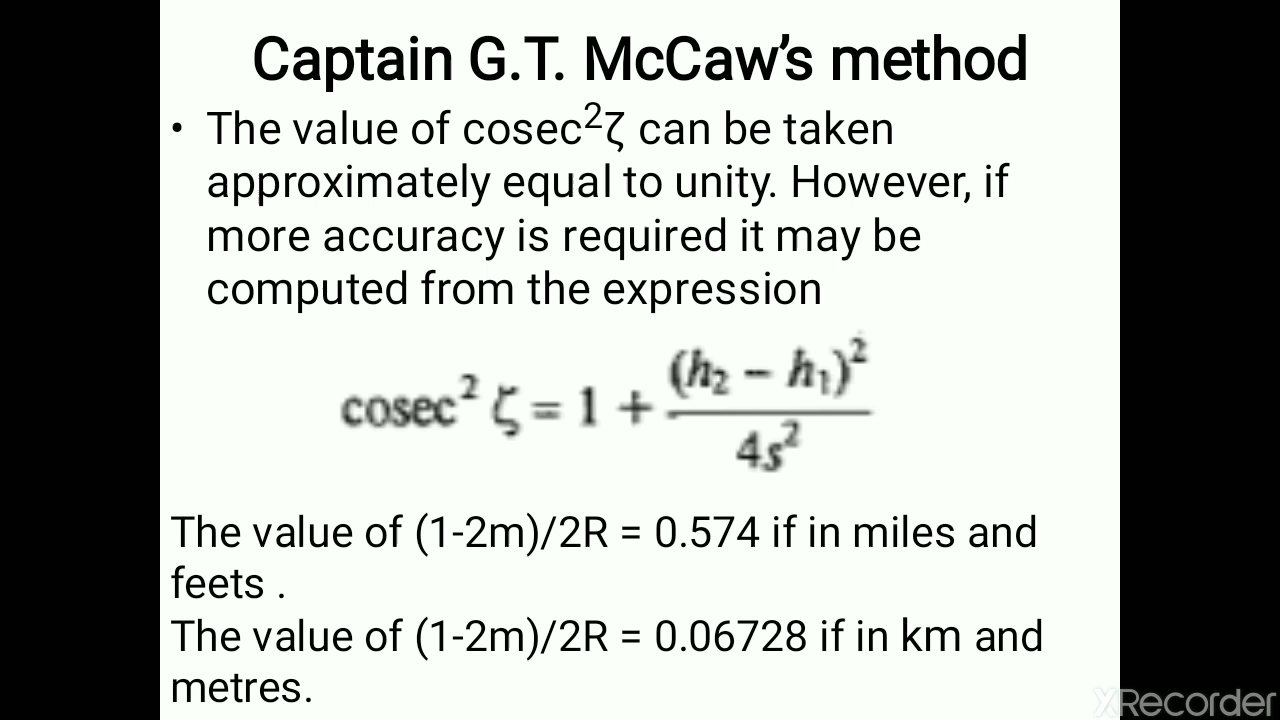 Captain G.T. McCaw’s method
• The value of cosec²ζ can be taken
approximately equal to unity. However, if
more accuracy is required it may be
computed from the expression
cosec² ζ = 1 + (h₂ − h₁)² / 4s²
The value of (1-2m)/2R = 0.574 if in miles and
feets .
The value of (1-2m)/2R = 0.06728 if in km and
metres.
XRecorder